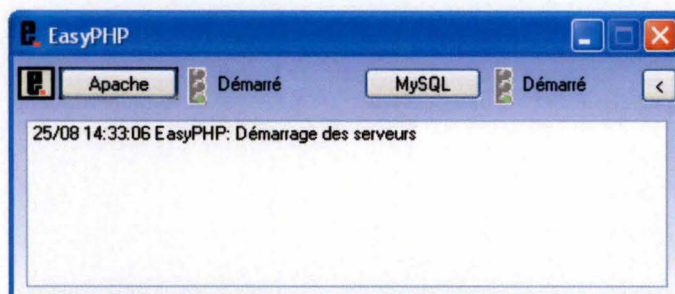 EasyPHP
Apache Démarré MySQL Démarré <
25/08 14:33:06 EasyPHP: Démarrage des serveurs